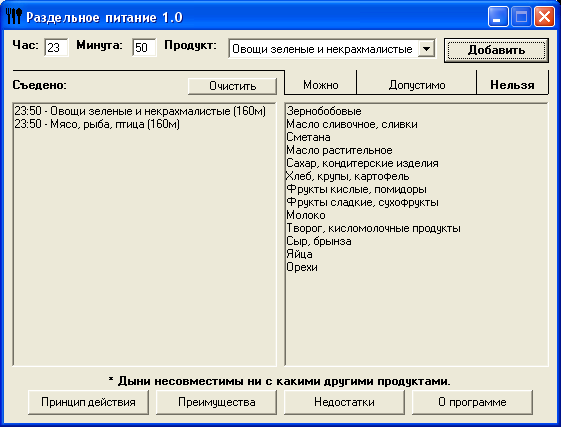 Раздельное питание 1.0
Час: 23 Минута: 50 Продукт: Овощи зеленые и некрахмалистые Добавить
Съедено: Очистить Можно Допустимо Нельзя
23:50 - Овощи зеленые и некрахмалистые (160м)
23:50 - Мясо, рыба, птица (160м)
Зернобобовые
Масло сливочное, сливки
Сметана
Масло растительное
Сахар, кондитерские изделия
Хлеб, крупы, картофель
Фрукты кислые, помидоры
Фрукты сладкие, сухофрукты
Молоко
Творог, кисломолочные продукты
Сыр, брынза
Яйца
Орехи
* Дыни несовместимы ни с какими другими продуктами.
Принцип действия Преимущества Недостатки О программе